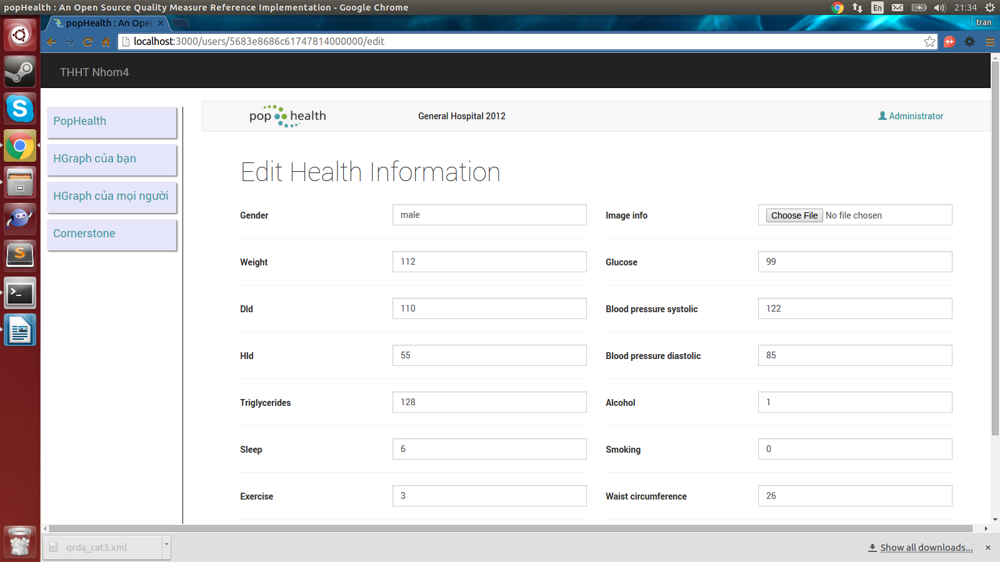 popHealth : An Open Source Quality Measure Reference Implementation - Google Chrome
En
21:34
popHealth : An Oper
tran
localhost:3000/users/5683e8686c61747814000000/edit
THHT Nhom4
PopHealth
HGraph của bạn
HGraph của mọi người
Cornerstone
pop health
General Hospital 2012
Administrator
Edit Health Information
Gender male
Image info Choose File No file chosen
Weight 112
Glucose 99
Dld 110
Blood pressure systolic 122
Hld 55
Blood pressure diastolic 85
Triglycerides 128
Alcohol 1
Sleep 6
Smoking 0
Exercise 3
Waist circumference 26
qrda_cat3.xml
Show all downloads...